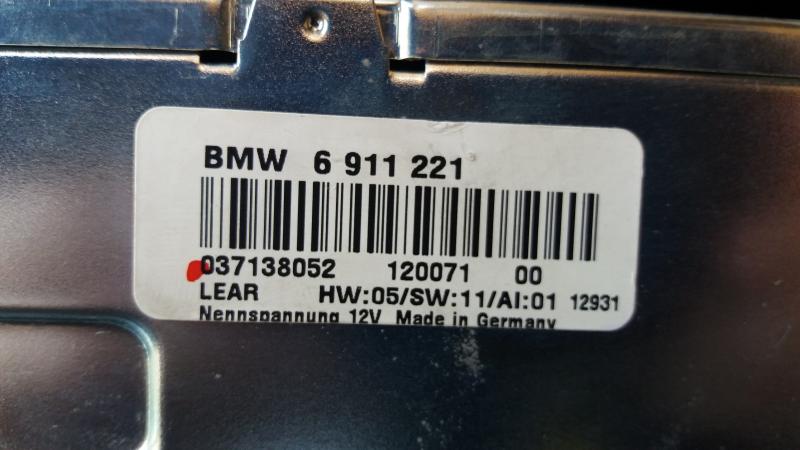 BMW 6 911 221
037138052 120071 00
LEAR HW:05/SW:11/AI:01 12931
Nennspannung 12V Made in Germany